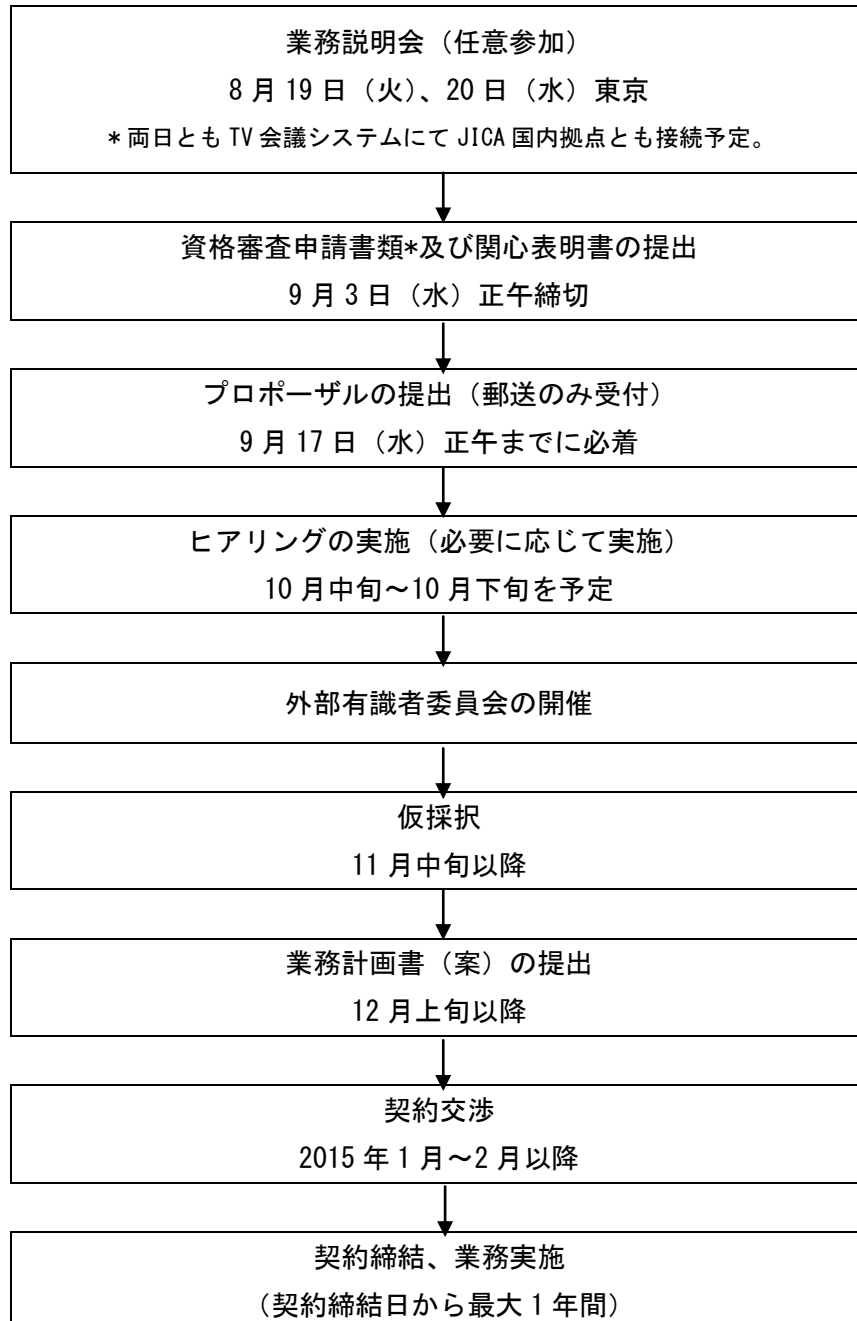 業務説明会（任意参加）
8月19日（火）、20日（水）東京
*両日ともTV会議システムにてJICA国内拠点とも接続予定。
資格審査申請書類*及び関心表明書の提出
9月3日（水）正午締切
プロポーザルの提出（郵送のみ受付）
9月17日（水）正午までに必着
ヒアリングの実施（必要に応じて実施）
10月中旬～10月下旬を予定
外部有識者委員会の開催
仮採択
11月中旬以降
業務計画書（案）の提出
12月上旬以降
契約交渉
2015年1月～2月以降
契約締結、業務実施
（契約締結日から最大1年間）